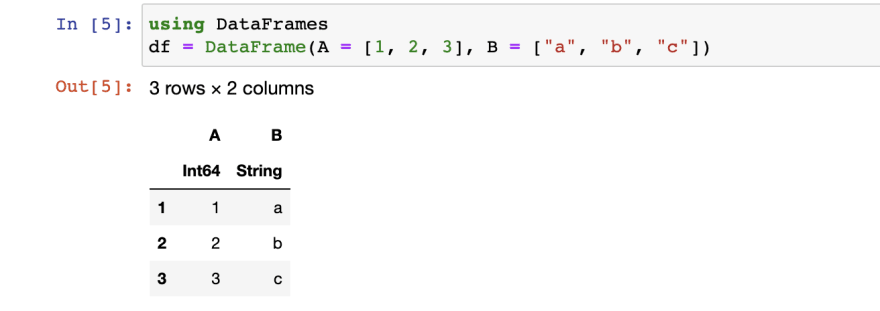 In [5]: using DataFrames
df = DataFrame(A = [1, 2, 3], B = ["a", "b", "c"])
Out[5]: 3 rows × 2 columns
A B
Int64 String
1 1 a
2 2 b
3 3 c